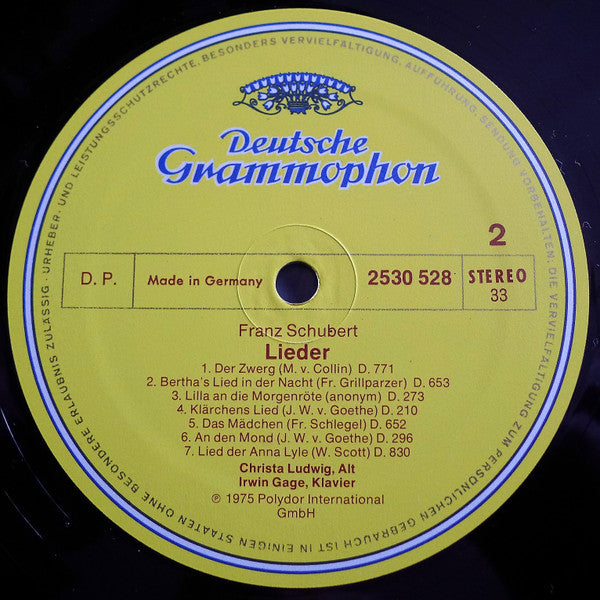 Deutsche
Grammophon
2
D. P.
Made in Germany
2530 528
STEREO
33
Franz Schubert
Lieder
1. Der Zwerg (M. v. Collin) D. 771
2. Bertha's Lied in der Nacht (Fr. Grillparzer) D. 653
3. Lilla an die Morgenröte (anonym) D. 273
4. Klärchens Lied (J. W. v. Goethe) D. 210
5. Das Mädchen (Fr. Schlegel) D. 652
6. An den Mond (J. W. v. Goethe) D. 296
7. Lied der Anna Lyle (W. Scott) D. 830
Christa Ludwig, Alt
Irwin Gage, Klavier
℗ 1975 Polydor International
GmbH
URHEBER- UND LEISTUNGSSCHUTZRECHTE, BESONDERS VERVIELFÄLTIGUNG, AUFFÜHRUNG, SENDUNG VORBEHALTEN. DIE VERVIELFÄLTIGUNG ZUM PERSÖNLICHEN GEBRAUCH IST IN EINIGEN STAATEN OHNE BESONDERE ERLAUBNIS ZULÄSSIG ·